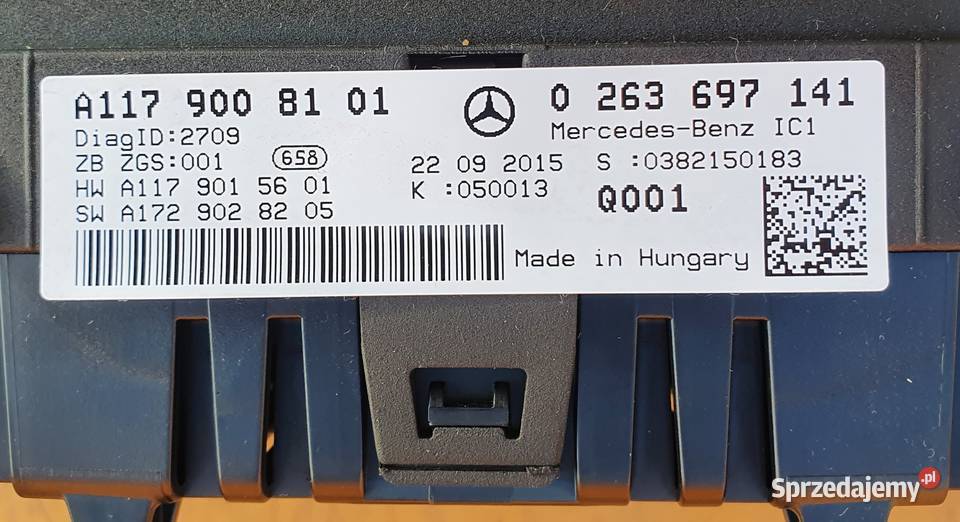 A117 900 81 01
0 263 697 141
DiagID:2709
Mercedes-Benz IC1
ZB ZGS:001
658
22 09 2015
S :0382150183
HW A117 901 56 01
K :050013
Q001
SW A172 902 82 05
Made in Hungary
Sprzedajemy.pl